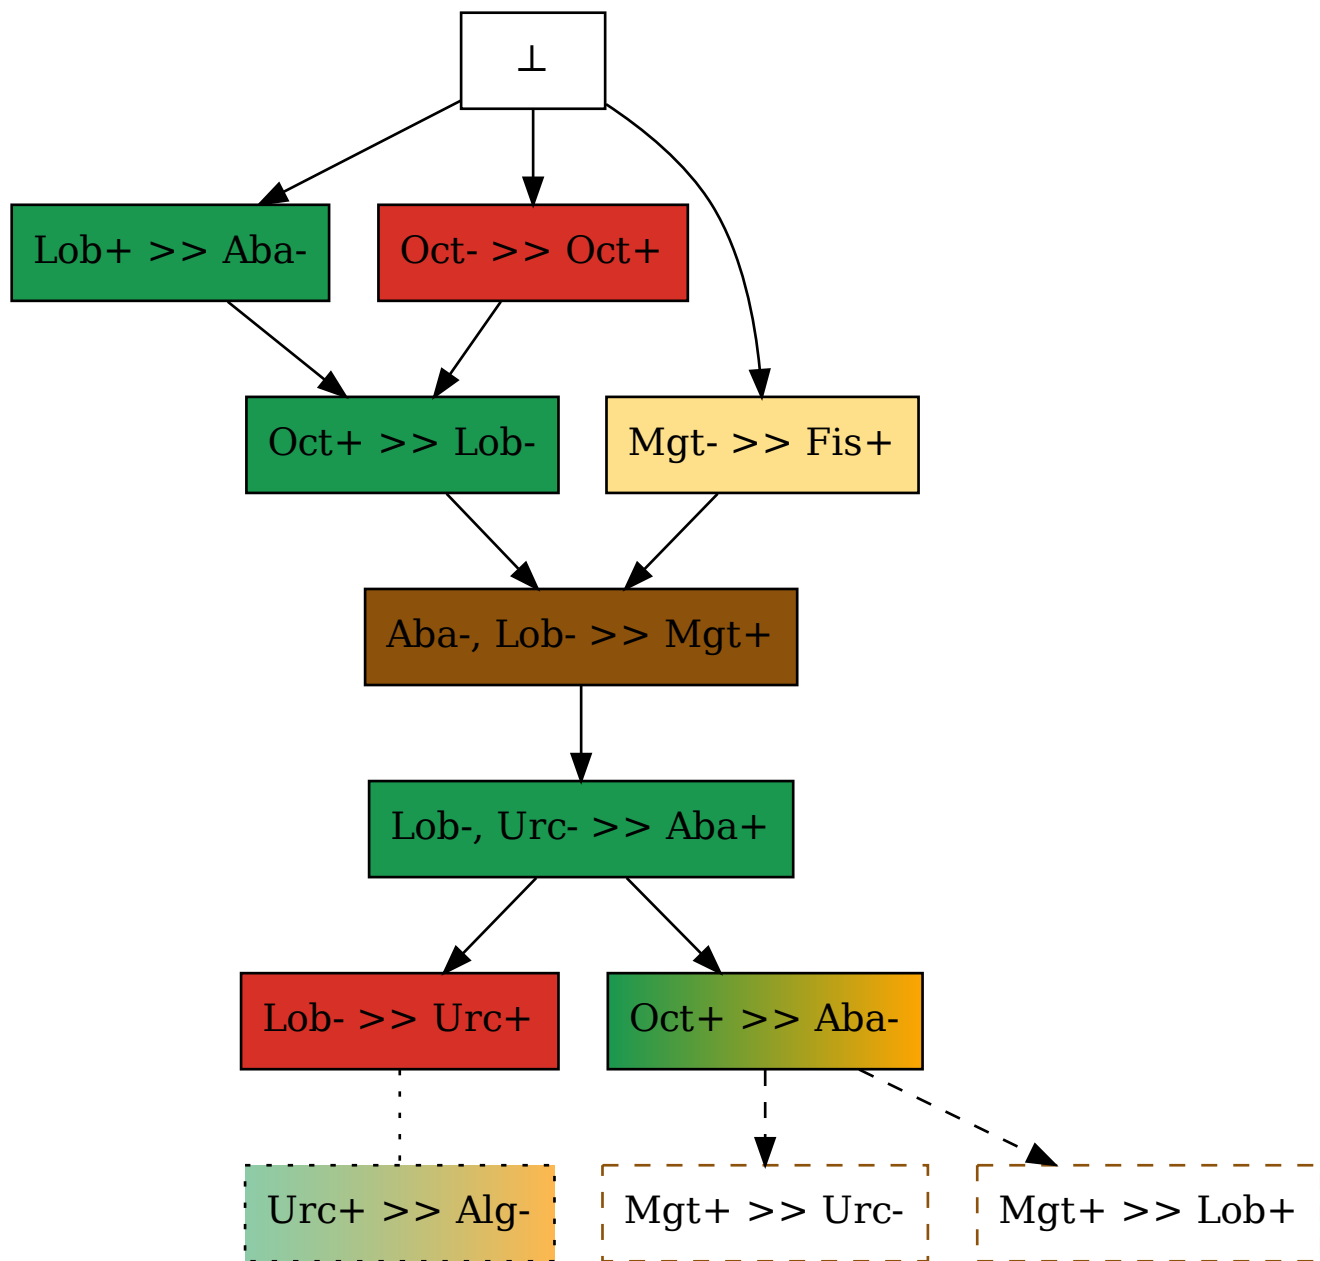 ⊥
Lob+ >> Aba-
Oct- >> Oct+
Oct+ >> Lob-
Mgt- >> Fis+
Aba-, Lob- >> Mgt+
Lob-, Urc- >> Aba+
Lob- >> Urc+
Oct+ >> Aba-
Urc+ >> Alg-
Mgt+ >> Urc-
Mgt+ >> Lob+